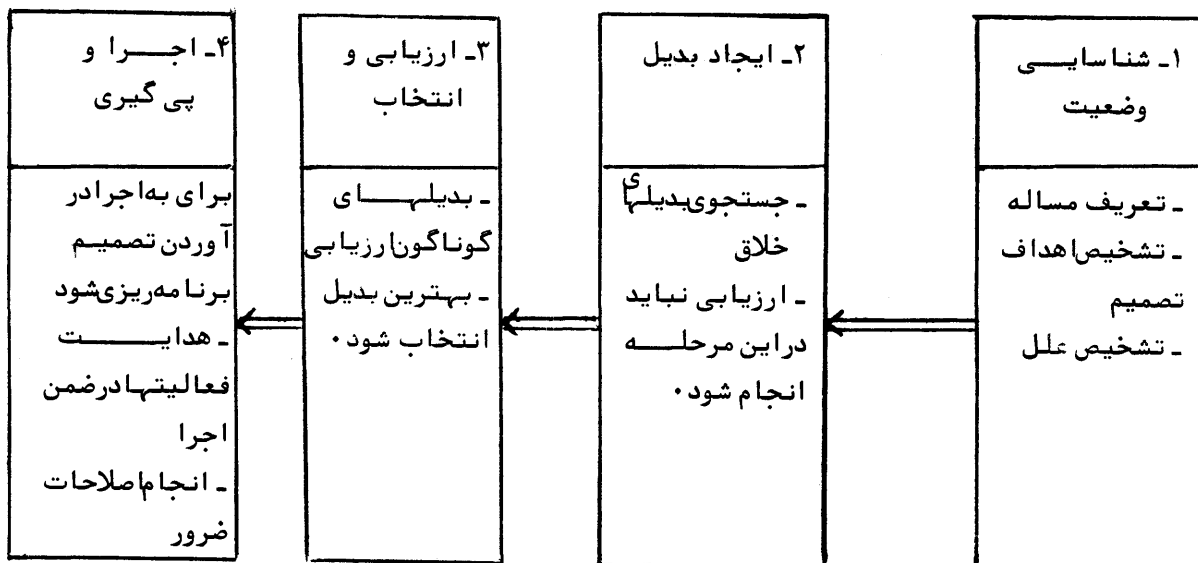 ۱ـ شناسایی
وضعیت
ـ تعریف مساله
ـ تشخیص اهداف
تصمیم
ـ تشخیص علل
۲ـ ایجاد بدیل
ـ جستجوی بدیلهای
خلاق
ـ ارزیابی نباید
دراین مرحله
انجام شود.
۳ـ ارزیابی و
انتخاب
ـ بدیلهای
گوناگون ارزیابی
ـ بهترین بدیل
انتخاب شود.
۴ـ اجرا و
پی گیری
برای به اجرا در
آوردن تصمیم
برنامه ریزی شود
ـ هدایت
فعالیتها در ضمن
اجرا
ـ انجام اصلاحات
ضرور